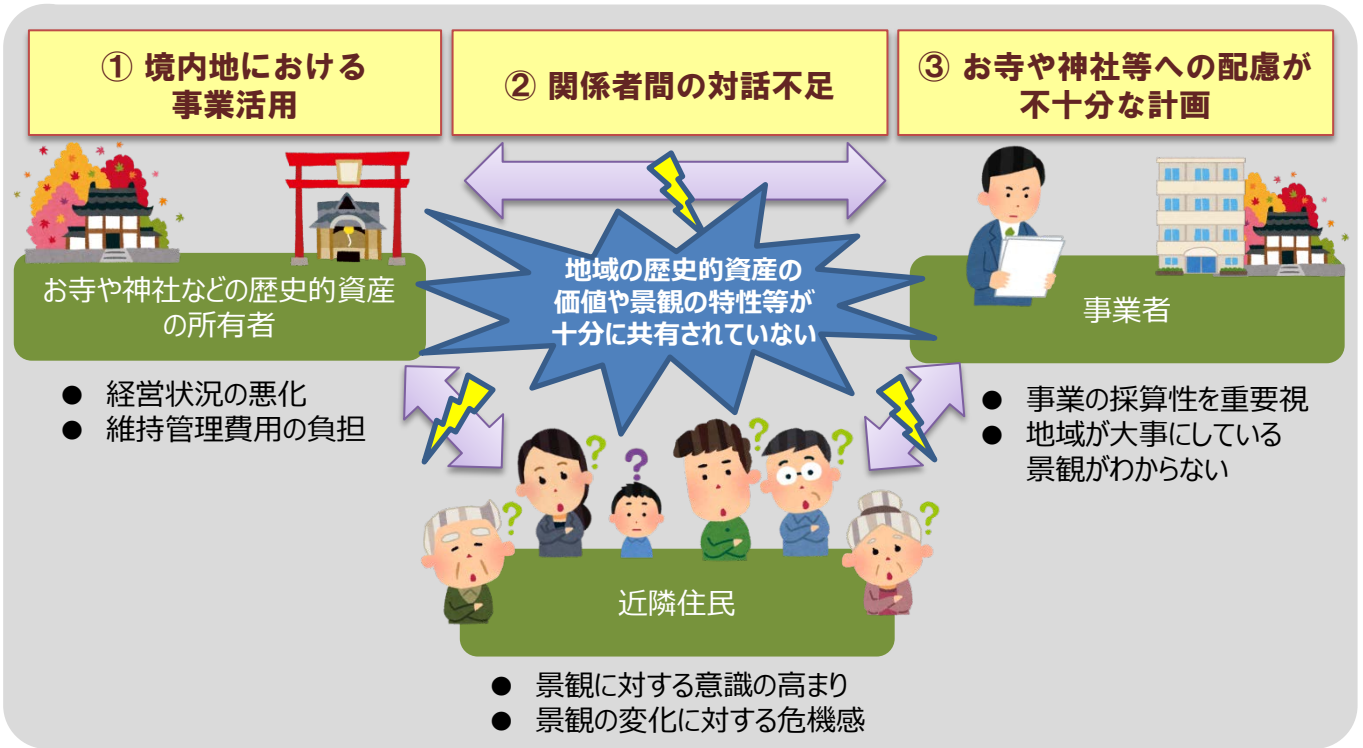 ① 境内地における
事業活用
② 関係者間の対話不足
③ お寺や神社等への配慮が
不十分な計画
お寺や神社などの歴史的資産
の所有者
地域の歴史的資産の
価値や景観の特性等が
十分に共有されていない
事業者
● 経営状況の悪化
● 維持管理費用の負担
● 事業の採算性を重要視
● 地域が大事にしている
景観がわからない
? ? ? ? ? ?
近隣住民
● 景観に対する意識の高まり
● 景観の変化に対する危機感